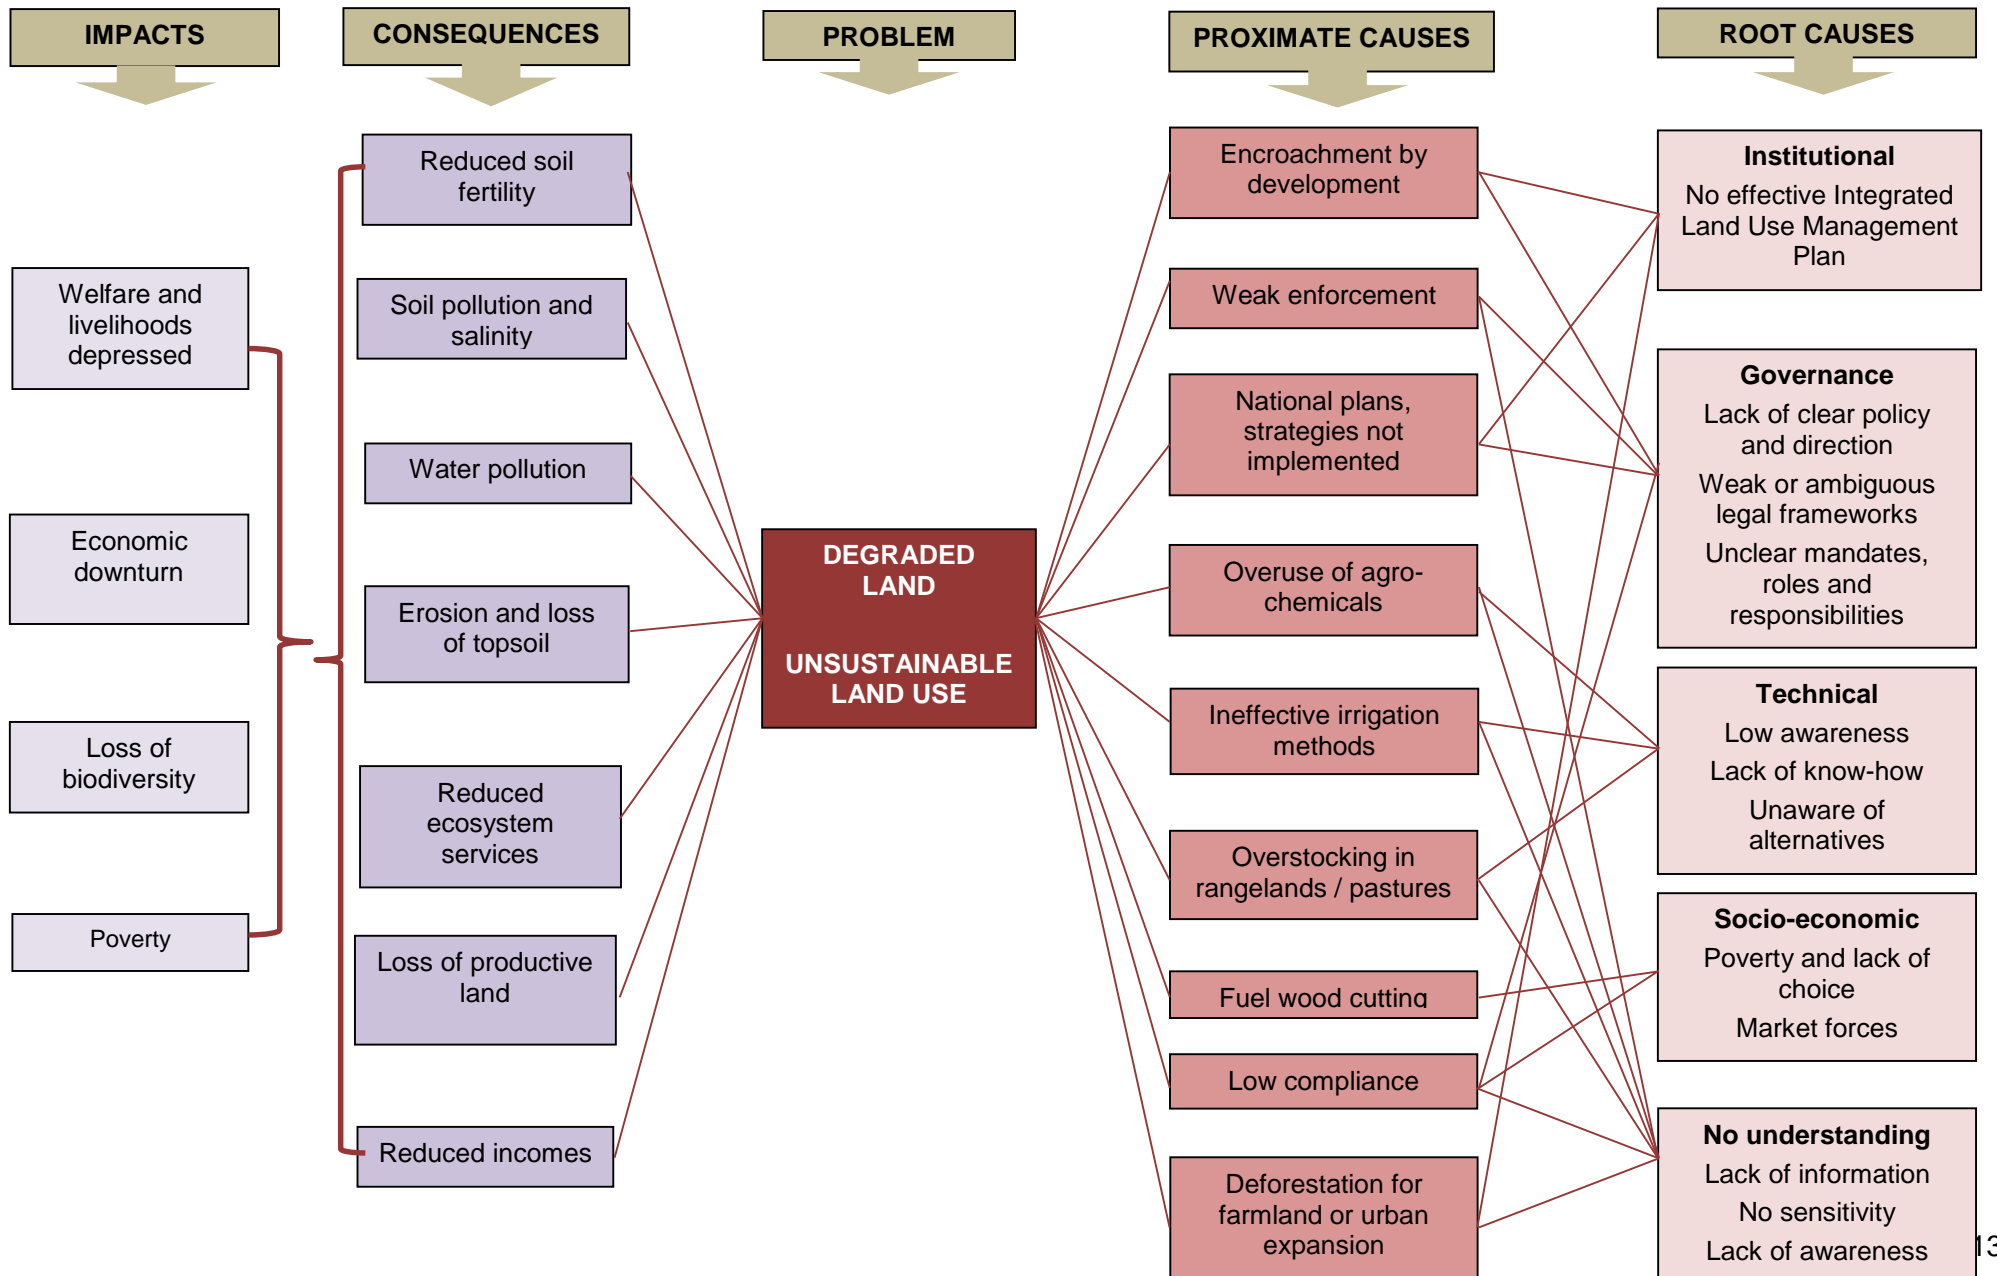 IMPACTS
CONSEQUENCES
PROBLEM
PROXIMATE CAUSES
ROOT CAUSES
Welfare and
livelihoods
depressed
Economic
downturn
Loss of
biodiversity
Poverty
Reduced soil
fertility
Soil pollution and
salinity
Water pollution
Erosion and loss
of topsoil
Reduced
ecosystem
services
Loss of productive
land
Reduced incomes
DEGRADED
LAND
UNSUSTAINABLE
LAND USE
Encroachment by
development
Weak enforcement
National plans,
strategies not
implemented
Overuse of agro-
chemicals
Ineffective irrigation
methods
Overstocking in
rangelands / pastures
Fuel wood cutting
Low compliance
Deforestation for
farmland or urban
expansion
Institutional
No effective Integrated
Land Use Management
Plan
Governance
Lack of clear policy
and direction
Weak or ambiguous
legal frameworks
Unclear mandates,
roles and
responsibilities
Technical
Low awareness
Lack of know-how
Unaware of
alternatives
Socio-economic
Poverty and lack of
choice
Market forces
No understanding
Lack of information
No sensitivity
Lack of awareness
13